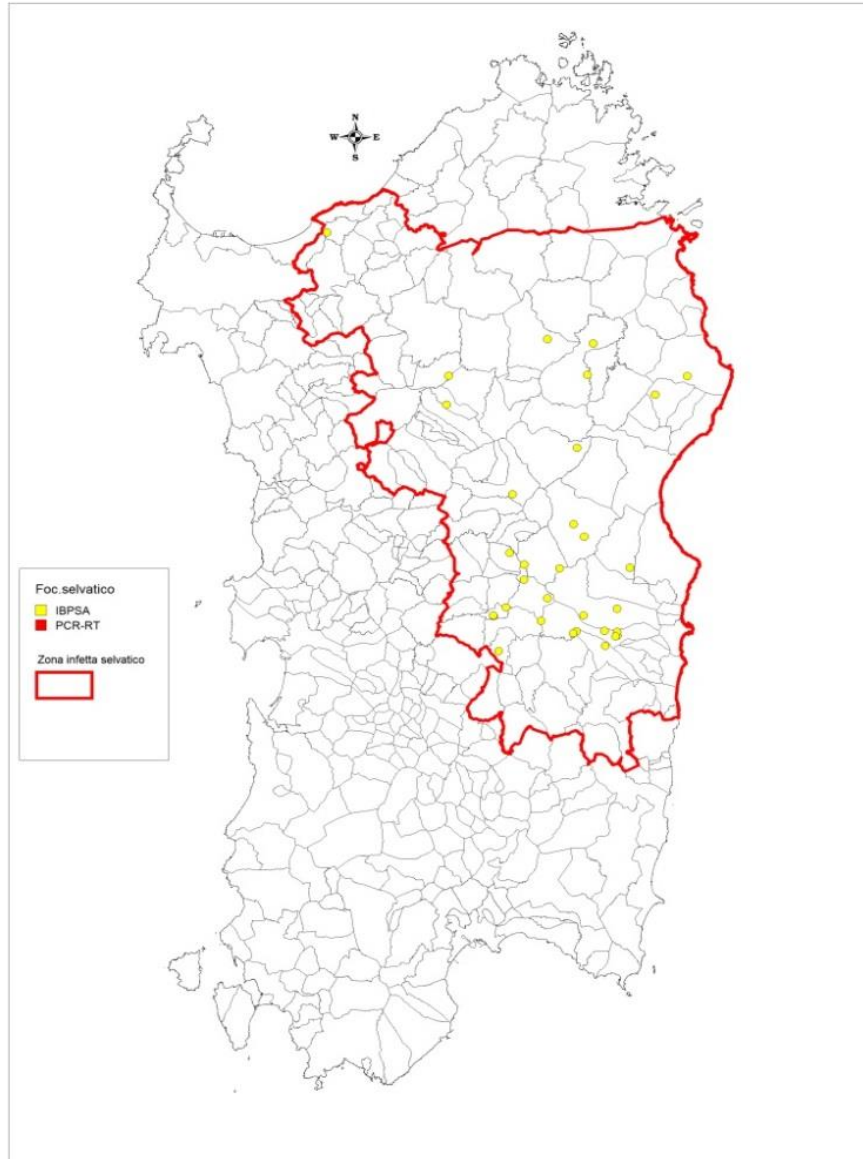 N
W E
S
Foc.selvatico
IBPSA
PCR-RT
Zona infetta selvatico